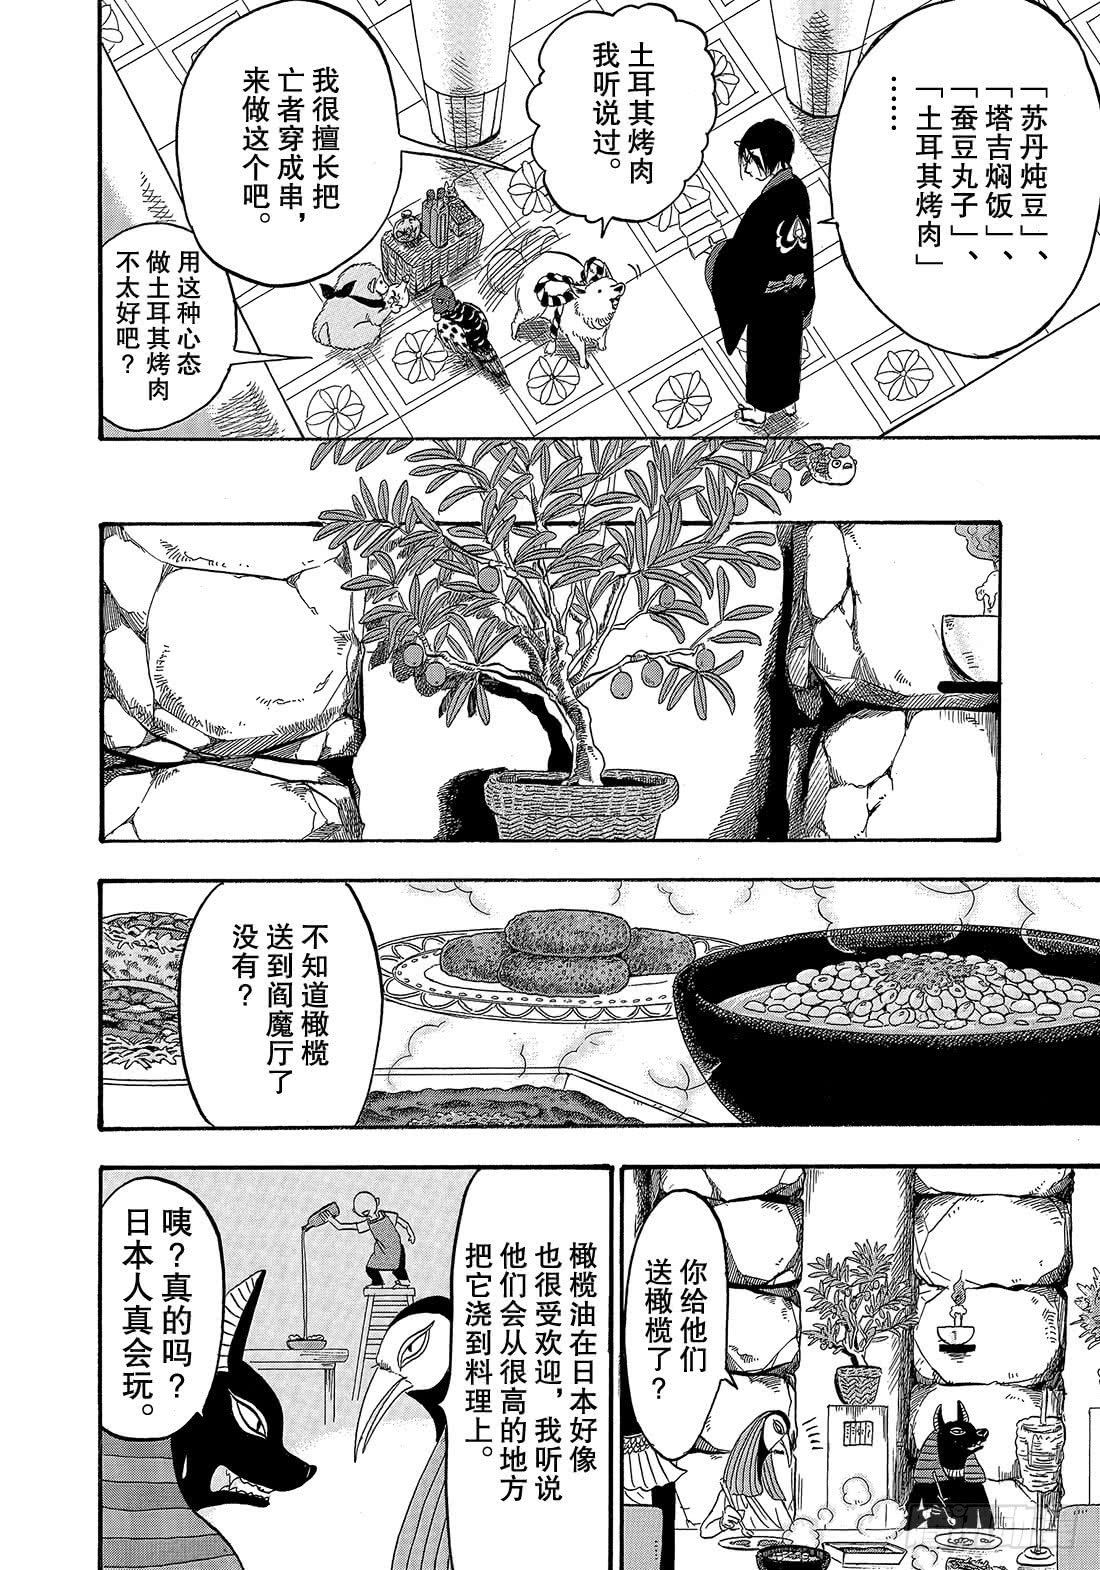 「苏丹炖豆」、
「塔吉焖饭」、
「蚕豆丸子」、
「土耳其烤肉」
……
土耳其烤肉
我听说过。
我很擅长把
亡者穿成串，
来做这个吧。
用这种心态
做土耳其烤肉
不太好吧？
不知道橄榄
送到阎魔厅了
没有？
你给他们
送橄榄了？
橄榄油在日本好像
也很受欢迎，我听说
他们会从很高的地方
把它浇到料理上。
咦？真的吗？
日本人真会玩。